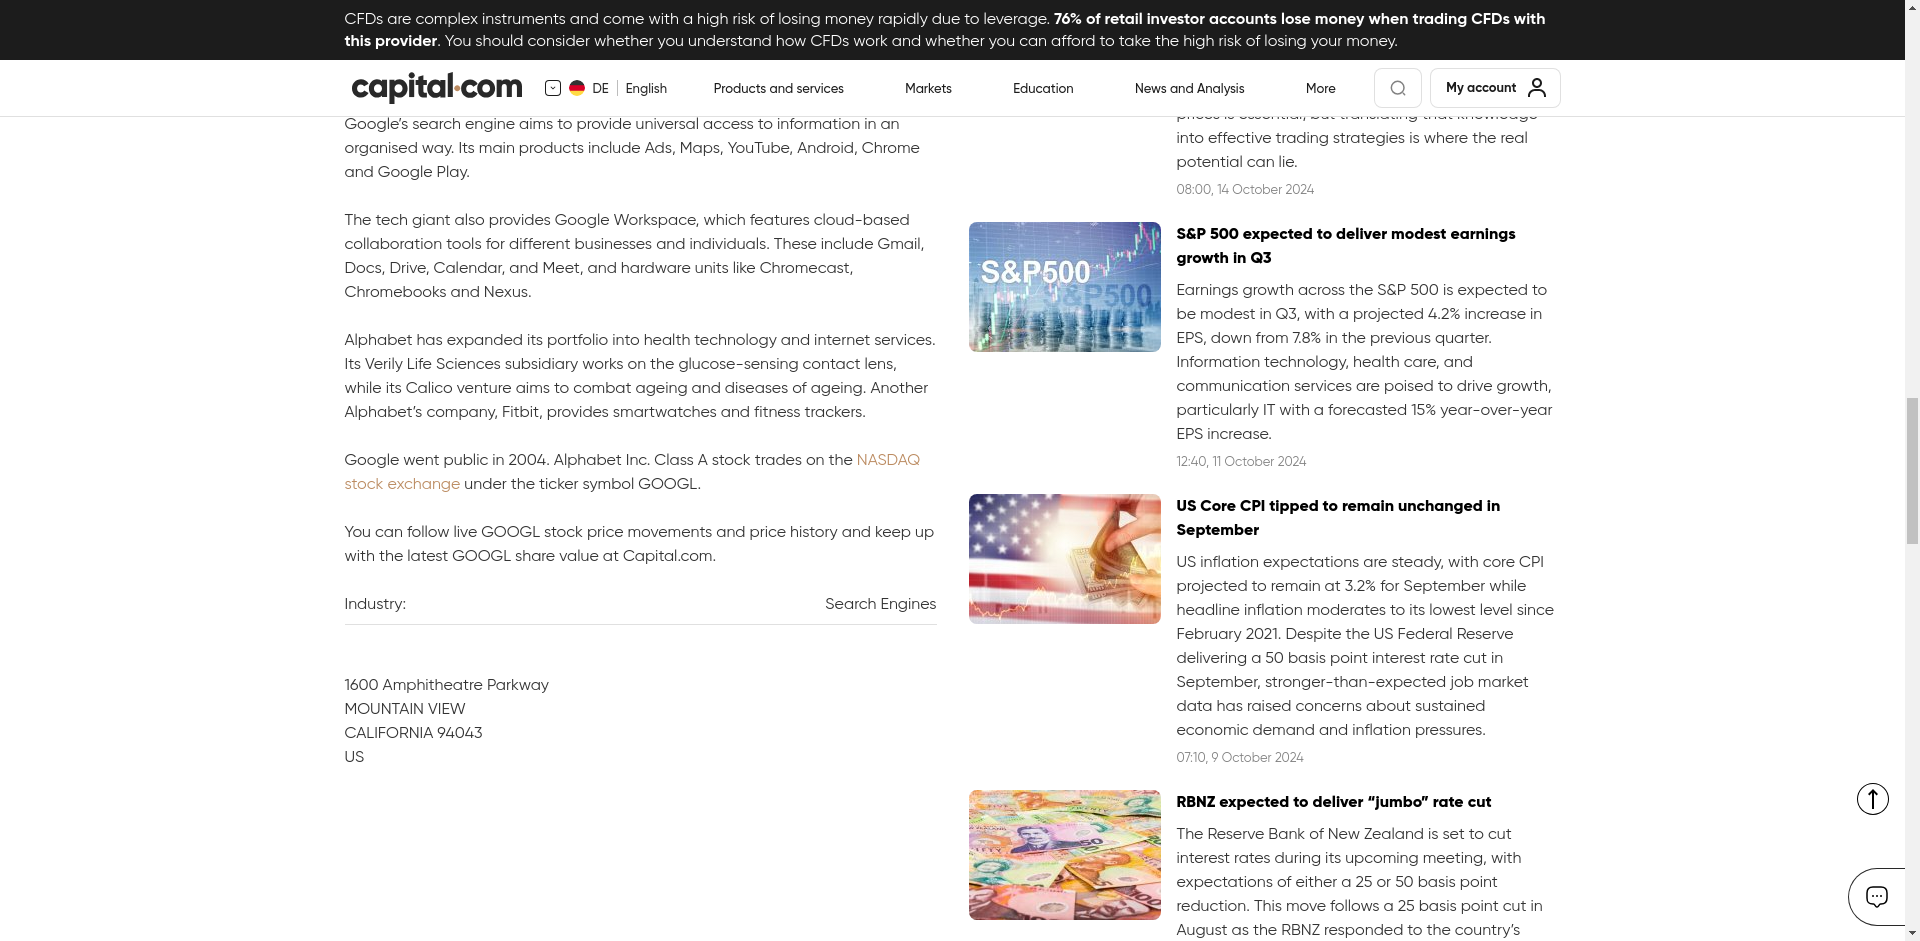 CFDs are complex instruments and come with a high risk of losing money rapidly due to leverage. 76% of retail investor accounts lose money when trading CFDs with
this provider. You should consider whether you understand how CFDs work and whether you can afford to take the high risk of losing your money.
capital.com
DE English
Products and services
Markets
Education
News and Analysis
More
My account
Google’s search engine aims to provide universal access to information in an
organised way. Its main products include Ads, Maps, YouTube, Android, Chrome
and Google Play.
The tech giant also provides Google Workspace, which features cloud-based
collaboration tools for different businesses and individuals. These include Gmail,
Docs, Drive, Calendar, and Meet, and hardware units like Chromecast,
Chromebooks and Nexus.
Alphabet has expanded its portfolio into health technology and internet services.
Its Verily Life Sciences subsidiary works on the glucose-sensing contact lens,
while its Calico venture aims to combat ageing and diseases of ageing. Another
Alphabet’s company, Fitbit, provides smartwatches and fitness trackers.
Google went public in 2004. Alphabet Inc. Class A stock trades on the NASDAQ
stock exchange under the ticker symbol GOOGL.
You can follow live GOOGL stock price movements and price history and keep up
with the latest GOOGL share value at Capital.com.
Industry: Search Engines
1600 Amphitheatre Parkway
MOUNTAIN VIEW
CALIFORNIA 94043
US
prices is essential, but translating that knowledge
into effective trading strategies is where the real
potential can lie.
08:00, 14 October 2024
S&P500
S&P500
S&P 500 expected to deliver modest earnings
growth in Q3
Earnings growth across the S&P 500 is expected to
be modest in Q3, with a projected 4.2% increase in
EPS, down from 7.8% in the previous quarter.
Information technology, health care, and
communication services are poised to drive growth,
particularly IT with a forecasted 15% year-over-year
EPS increase.
12:40, 11 October 2024
US Core CPI tipped to remain unchanged in
September
US inflation expectations are steady, with core CPI
projected to remain at 3.2% for September while
headline inflation moderates to its lowest level since
February 2021. Despite the US Federal Reserve
delivering a 50 basis point interest rate cut in
September, stronger-than-expected job market
data has raised concerns about sustained
economic demand and inflation pressures.
07:10, 9 October 2024
50
RBNZ expected to deliver “jumbo” rate cut
The Reserve Bank of New Zealand is set to cut
interest rates during its upcoming meeting, with
expectations of either a 25 or 50 basis point
reduction. This move follows a 25 basis point cut in
August as the RBNZ responded to the country’s